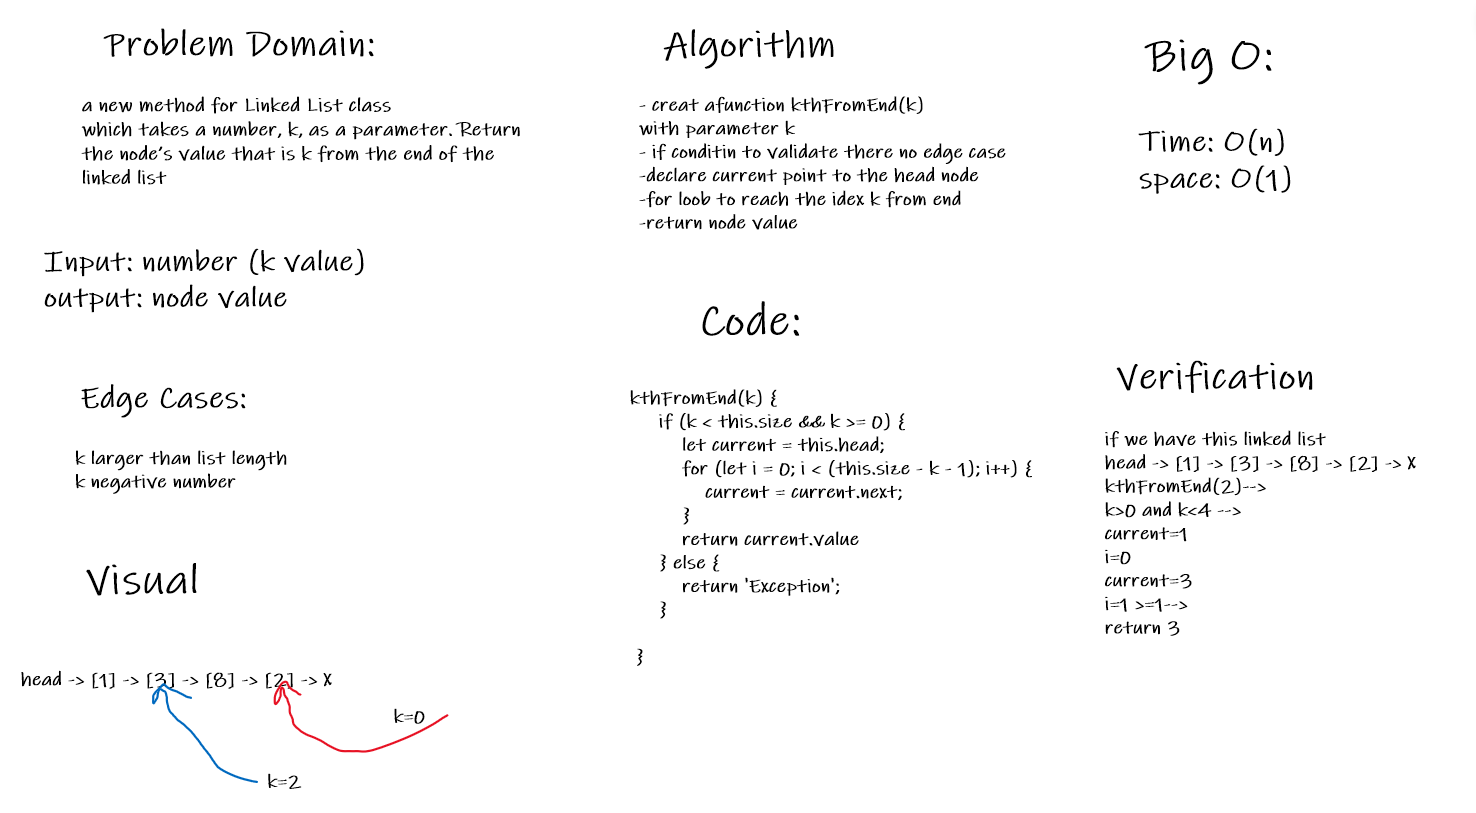 Problem Domain:
a new method for Linked List class
which takes a number, k, as a parameter. Return
the node's value that is k from the end of the
linked list
Input: number (k value)
output: node value
Edge Cases:
k larger than list length
k negative number
Visual
head -> [1] -> [3] -> [8] -> [2] -> X
k=0
k=2
Algorithm
- creat afunction kthFromEnd(k)
with parameter k
- if conditin to validate there no edge case
-declare current point to the head node
-for loob to reach the idex k from end
-return node value
Code:
kthFromEnd(k) {
if (k < this.size && k >= 0) {
let current = this.head;
for (let i = 0; i < (this.size - k - 1); i++) {
current = current.next;
}
return current.value
} else {
return 'Exception';
}
}
Big O:
Time: O(n)
space: O(1)
Verification
if we have this linked list
head -> [1] -> [3] -> [8] -> [2] -> X
kthFromEnd(2)-->
k>0 and k<4 -->
current=1
i=0
current=3
i=1 >=1-->
return 3